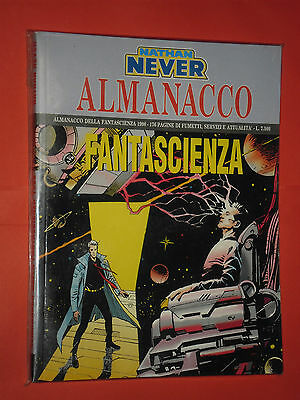 NATHAN
NEVER
ALMANACCO
ALMANACCO DELLA FANTASCIENZA 1996 - 176 PAGINE DI FUMETTI, SERVIZI E ATTUALITA' - L. 7.000
FANTASCIENZA